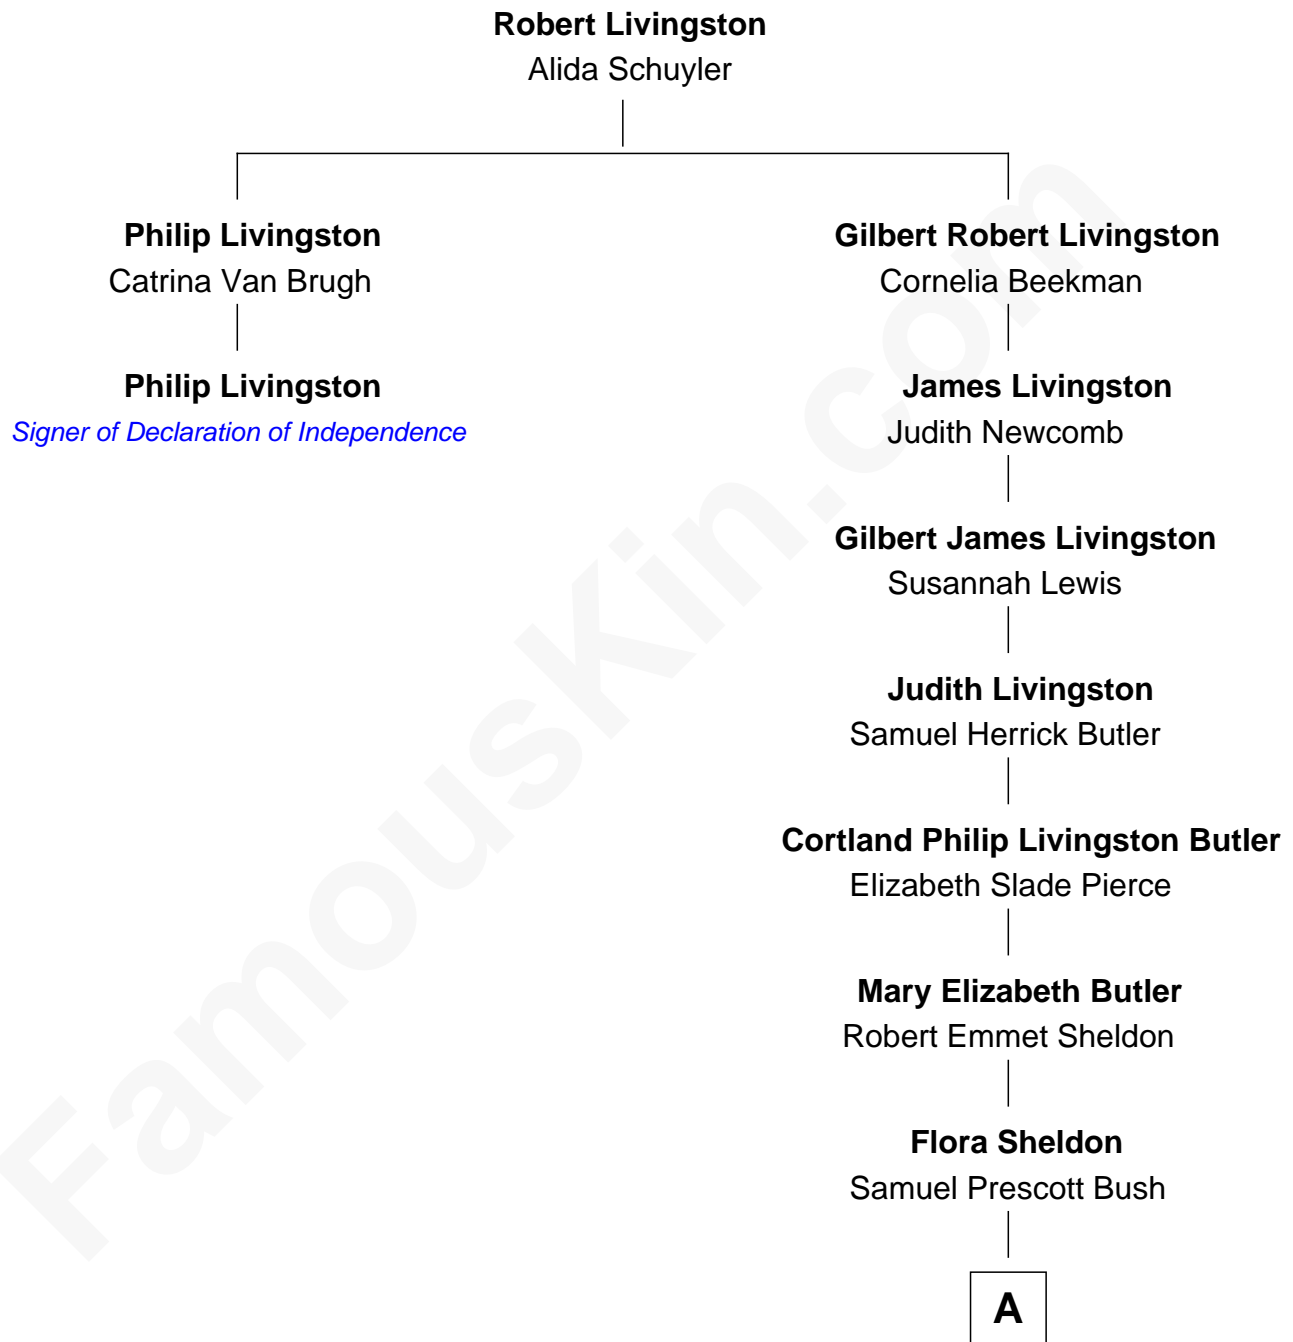 Robert Livingston
Alida Schuyler
Philip Livingston
Catrina Van Brugh
Gilbert Robert Livingston
Cornelia Beekman
Philip Livingston
Signer of Declaration of Independence
James Livingston
Judith Newcomb
Gilbert James Livingston
Susannah Lewis
Judith Livingston
Samuel Herrick Butler
Cortland Philip Livingston Butler
Elizabeth Slade Pierce
Mary Elizabeth Butler
Robert Emmet Sheldon
Flora Sheldon
Samuel Prescott Bush
A
FamousKin.com